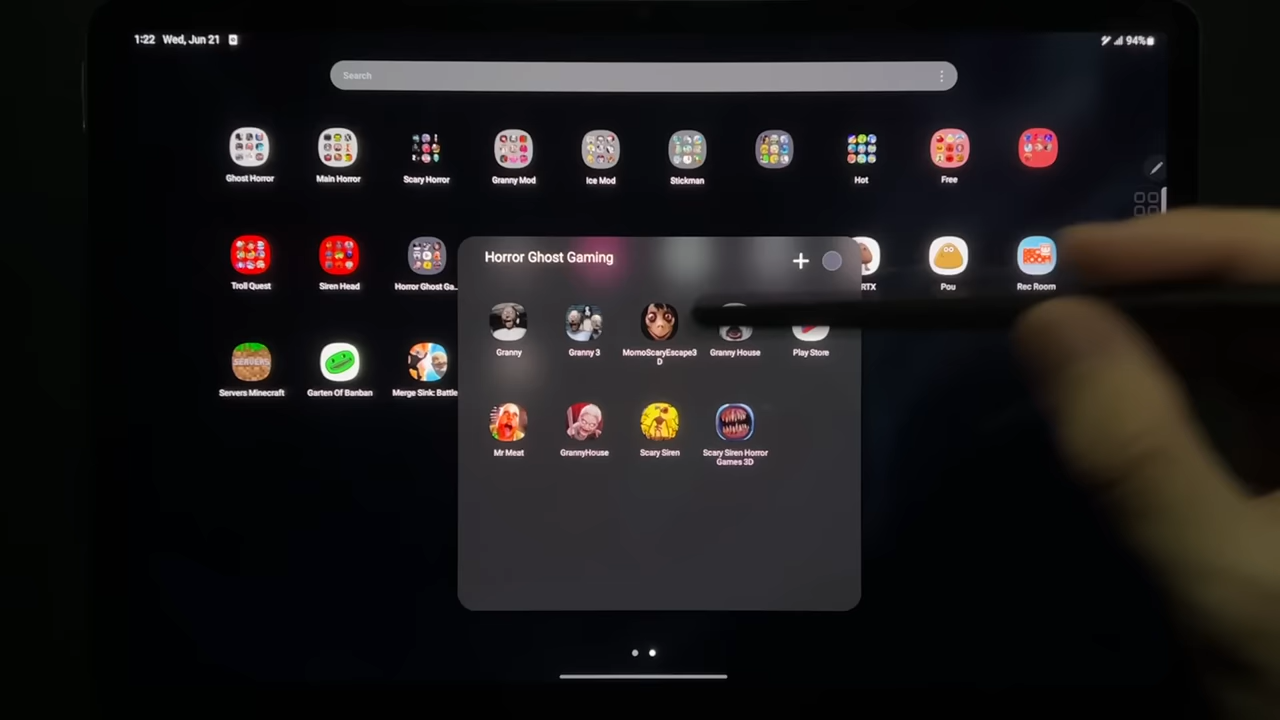 1:22 Wed, Jun 21
94%
Search
Ghost Horror
Main Horror
Scary Horror
Granny Mod
Ice Mod
Stickman
Hot
Free
Troll Quest
Siren Head
Horror Ghost Ga..
RTX
Pou
Rec Room
Servers Minecraft
Garten Of Banban
Merge Sink: Battle
Horror Ghost Gaming
+
Granny
Granny 3
MomoScaryEscape3
D
Granny House
Play Store
Mr Meat
GrannyHouse
Scary Siren
Scary Siren Horror
Games 3D
SERVERS